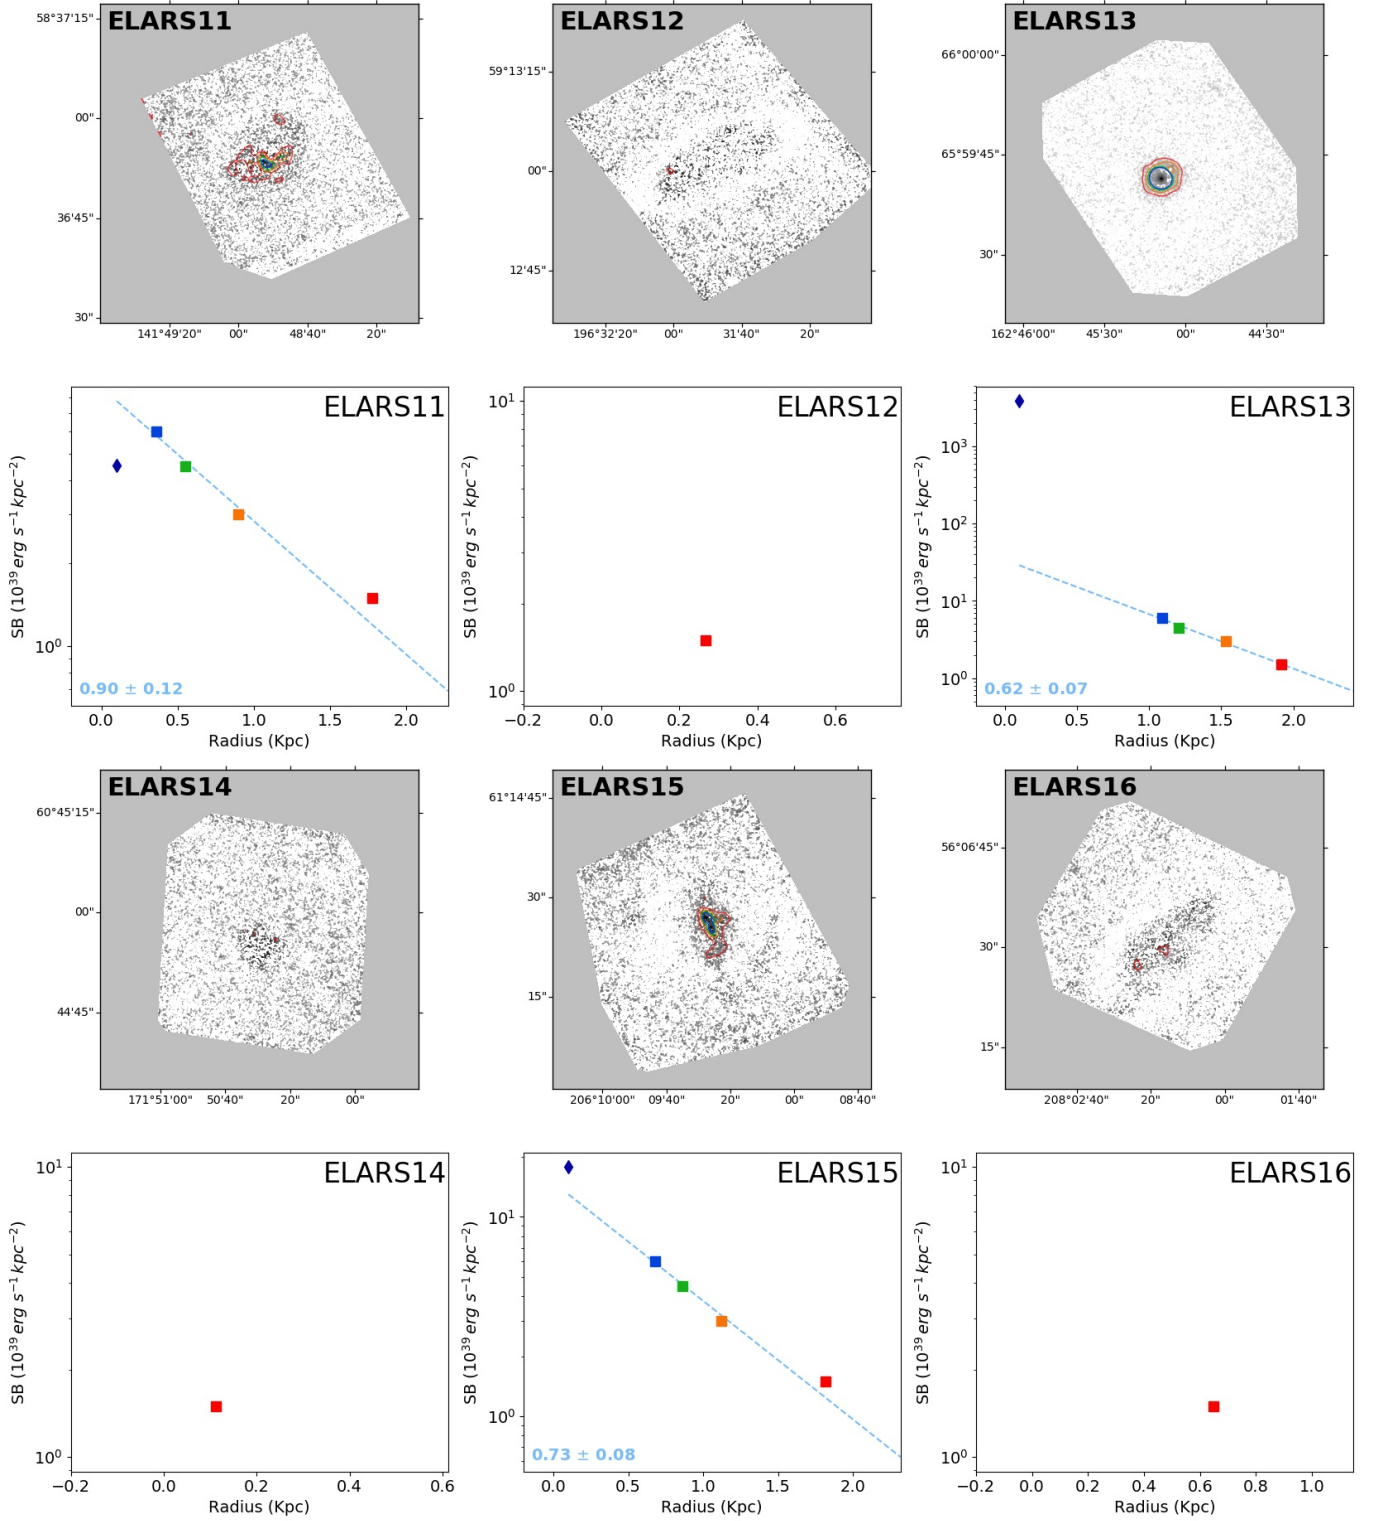 ELARS11
58°37'15"
00"
36'45"
30"
141°49'20" 00" 48'40" 20"
ELARS12
59°13'15"
00"
12'45"
196°32'20" 00" 31'40" 20"
ELARS13
66°00'00"
65°59'45"
30"
162°46'00" 45'30" 00" 44'30"
ELARS11
SB (10³⁹ erg s⁻¹ kpc⁻²)
10⁰
0.90 ± 0.12
0.0 0.5 1.0 1.5 2.0
Radius (Kpc)
ELARS12
SB (10³⁹ erg s⁻¹ kpc⁻²)
10¹
10⁰
−0.2 0.0 0.2 0.4 0.6
Radius (Kpc)
ELARS13
SB (10³⁹ erg s⁻¹ kpc⁻²)
10³
10²
10¹
10⁰
0.62 ± 0.07
0.0 0.5 1.0 1.5 2.0
Radius (Kpc)
ELARS14
60°45'15"
00"
44'45"
171°51'00" 50'40" 20" 00"
ELARS15
61°14'45"
30"
15"
206°10'00" 09'40" 20" 00" 08'40"
ELARS16
56°06'45"
30"
15"
208°02'40" 20" 00" 01'40"
ELARS14
SB (10³⁹ erg s⁻¹ kpc⁻²)
10¹
10⁰
−0.2 0.0 0.2 0.4 0.6
Radius (Kpc)
ELARS15
SB (10³⁹ erg s⁻¹ kpc⁻²)
10¹
10⁰
0.73 ± 0.08
0.0 0.5 1.0 1.5 2.0
Radius (Kpc)
ELARS16
SB (10³⁹ erg s⁻¹ kpc⁻²)
10¹
10⁰
−0.2 0.0 0.2 0.4 0.6 0.8 1.0
Radius (Kpc)